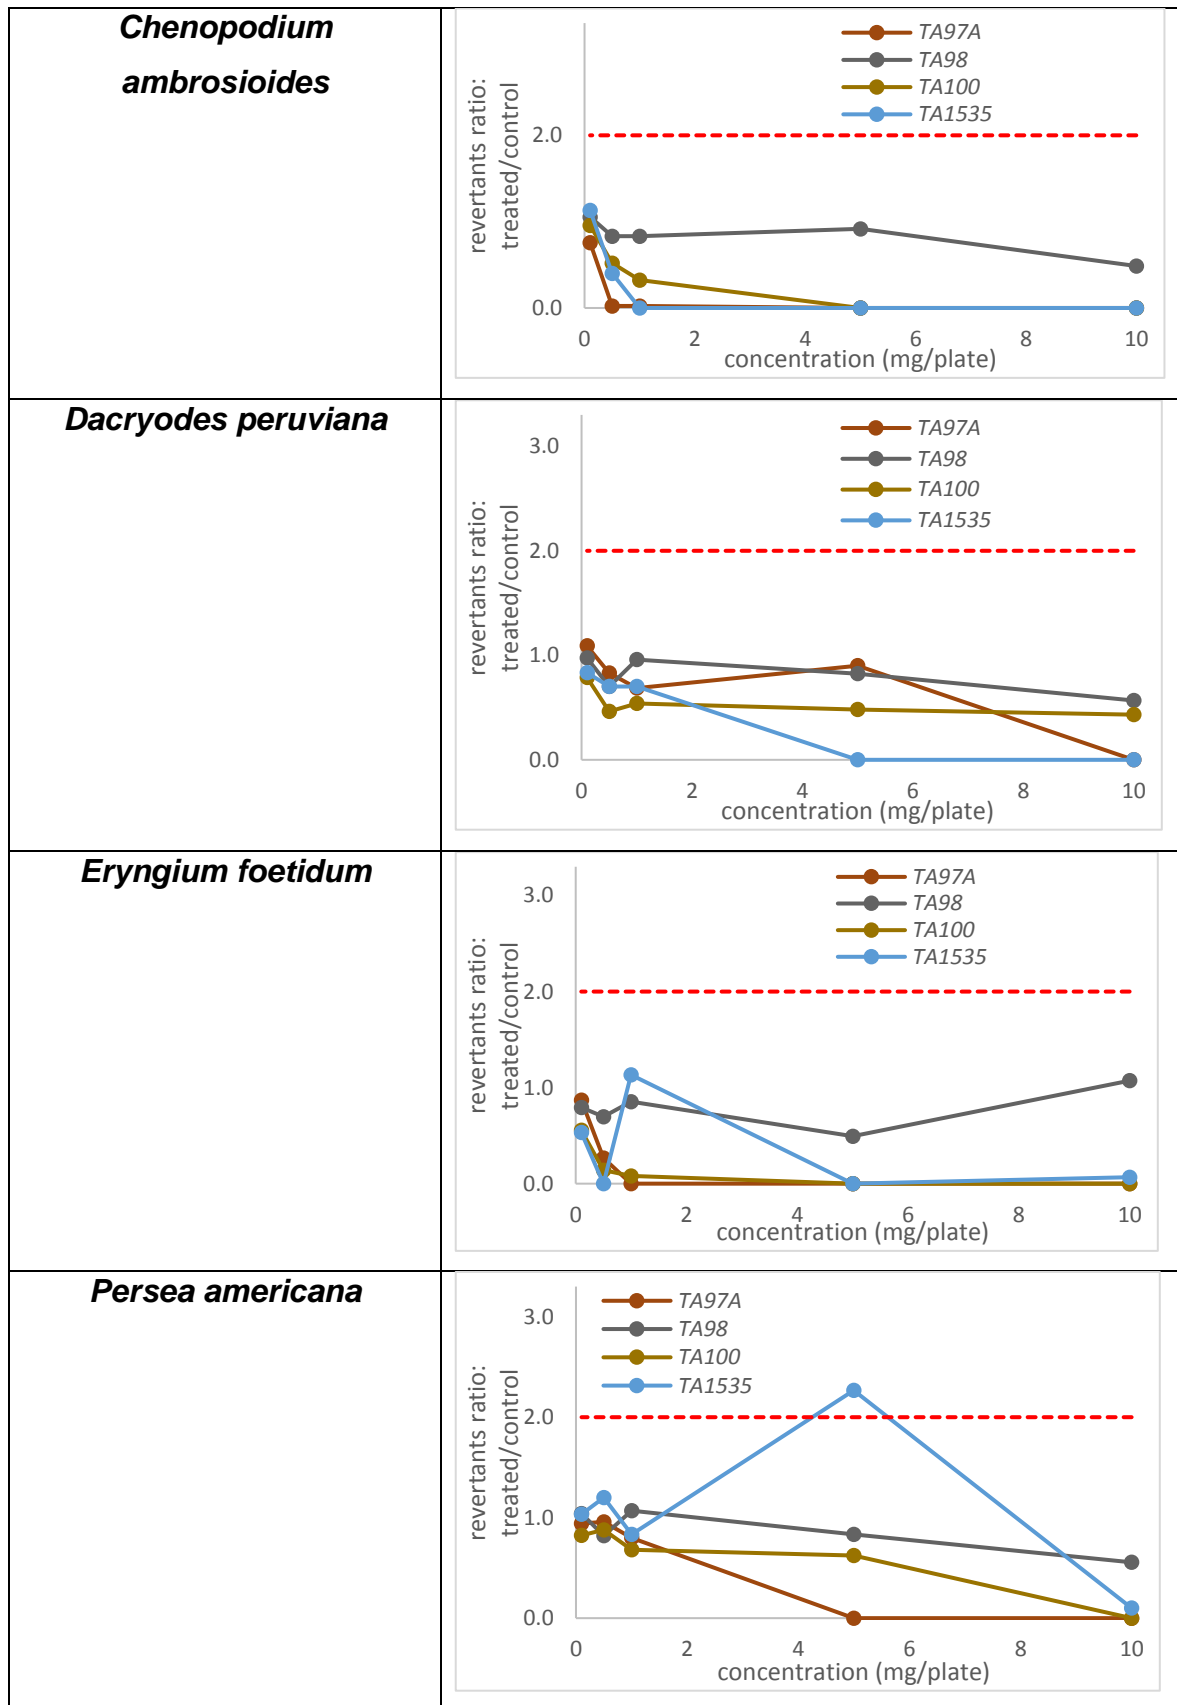 Chenopodium
ambrosioides
TA97A
TA98
TA100
TA1535
revertants ratio:
treated/control
2.0
0.0
0 2 4 6 8 10
concentration (mg/plate)
Dacryodes peruviana
TA97A
TA98
TA100
TA1535
revertants ratio:
treated/control
3.0
2.0
1.0
0.0
0 2 4 6 8 10
concentration (mg/plate)
Eryngium foetidum
TA97A
TA98
TA100
TA1535
revertants ratio:
treated/control
3.0
2.0
1.0
0.0
0 2 4 6 8 10
concentration (mg/plate)
Persea americana
TA97A
TA98
TA100
TA1535
revertants ratio:
treated/control
3.0
2.0
1.0
0.0
0 2 4 6 8 10
concentration (mg/plate)